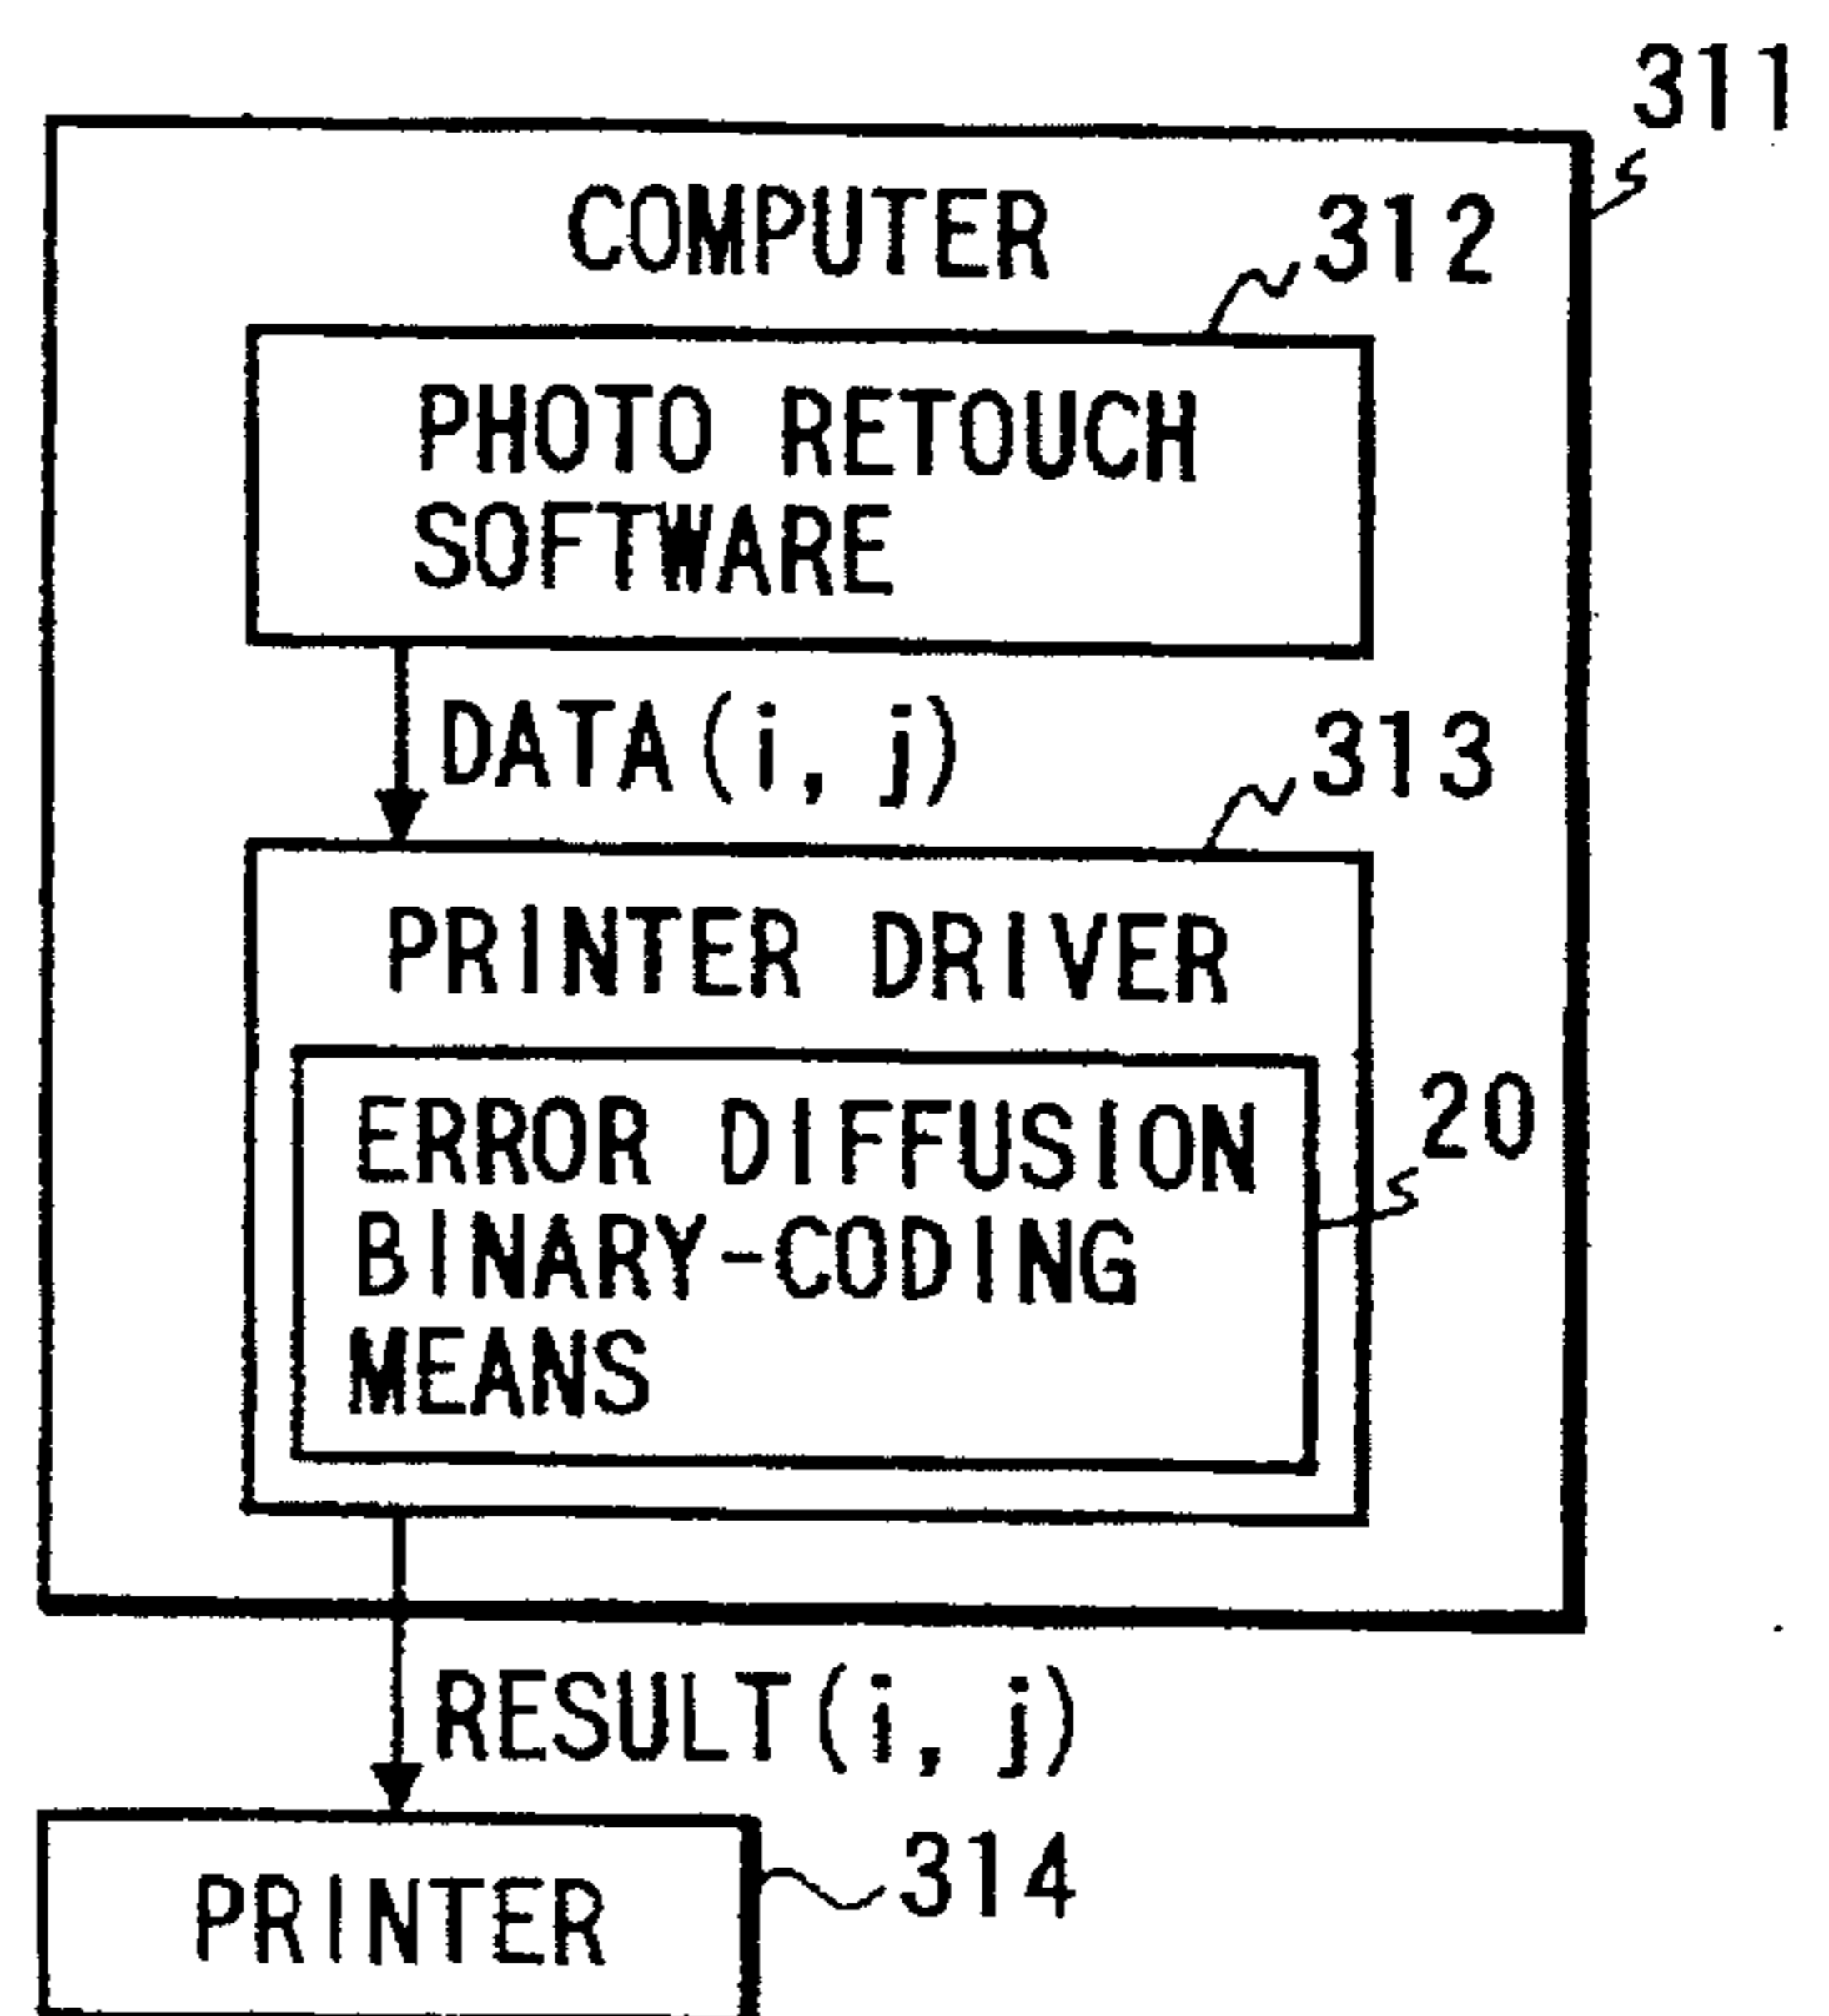 311
COMPUTER
312
PHOTO RETOUCH
SOFTWARE
DATA(i, j)
313
PRINTER DRIVER
20
ERROR DIFFUSION
BINARY-CODING
MEANS
RESULT(i, j)
314
PRINTER